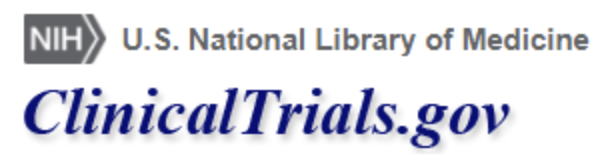 NIH U.S. National Library of Medicine
ClinicalTrials.gov